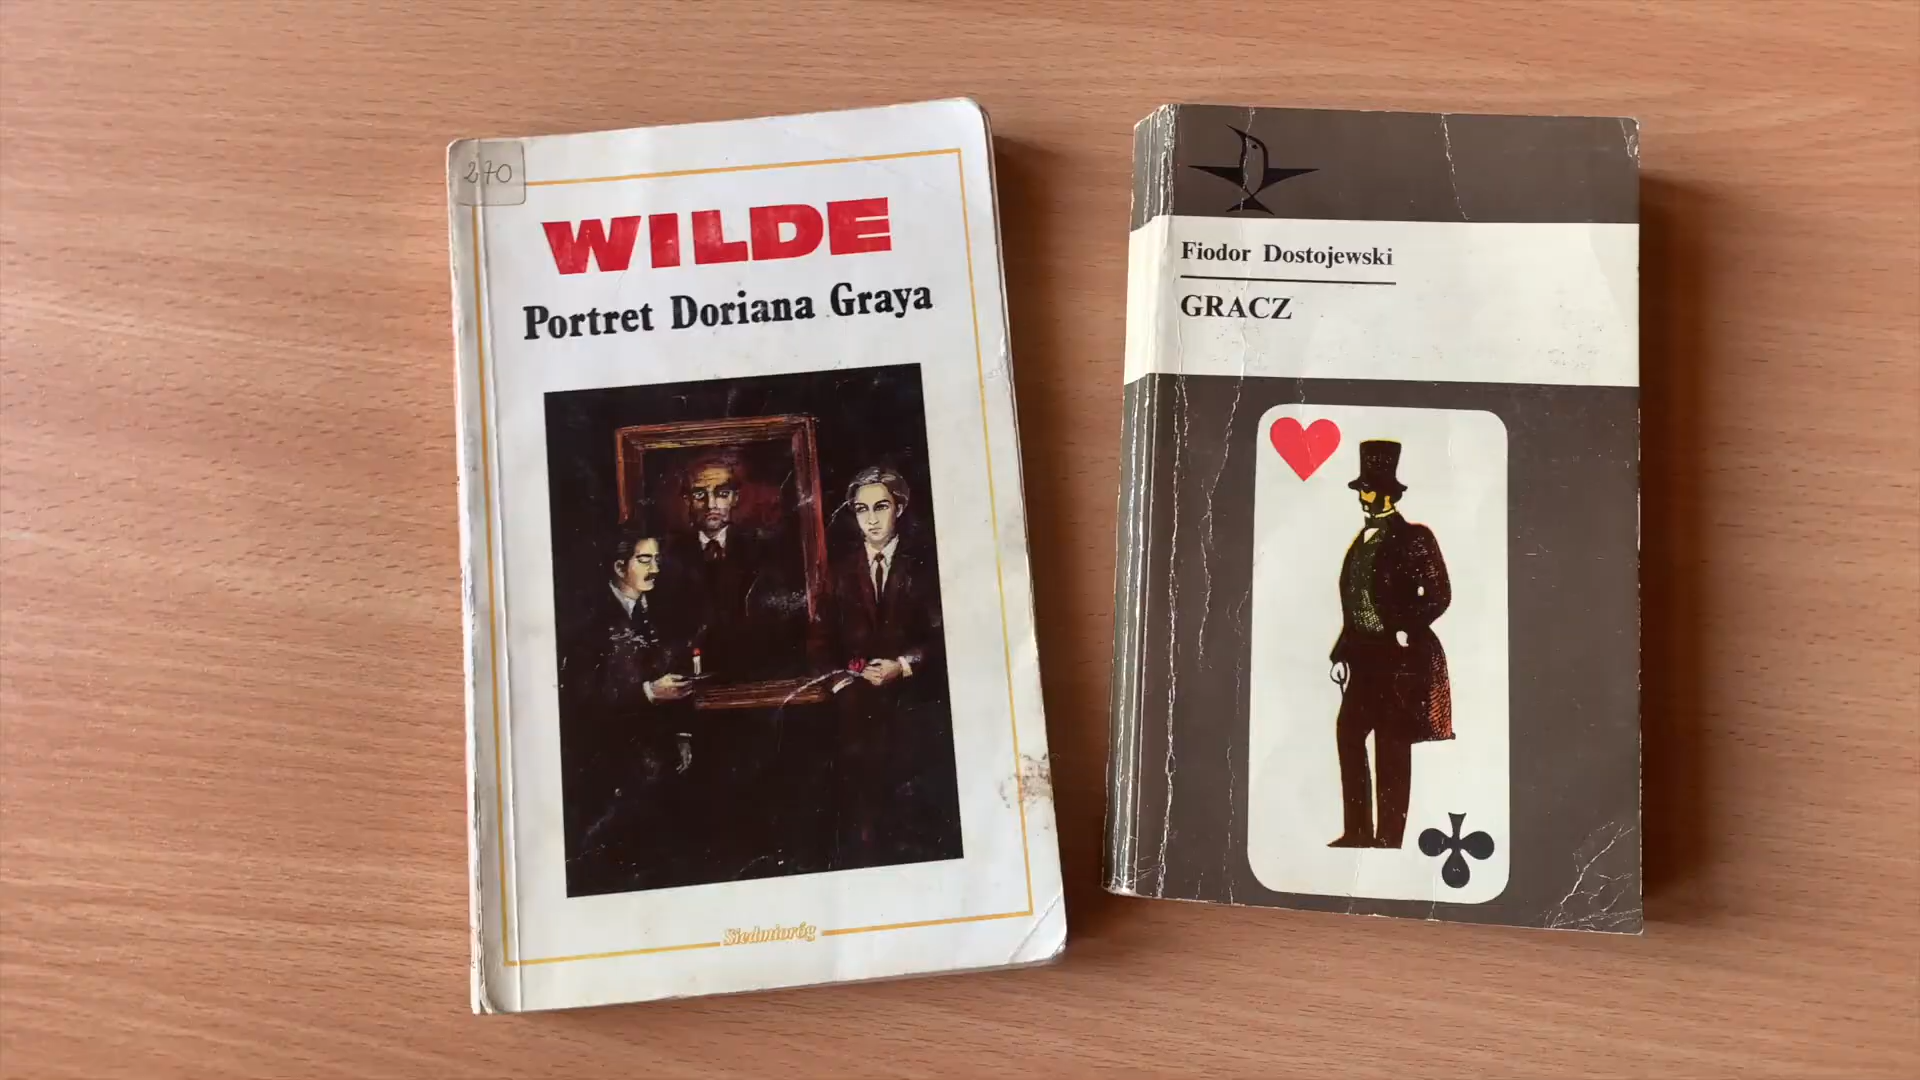 270
WILDE
Portret Doriana Graya
Siedmioróg
Fiodor Dostojewski
GRACZ